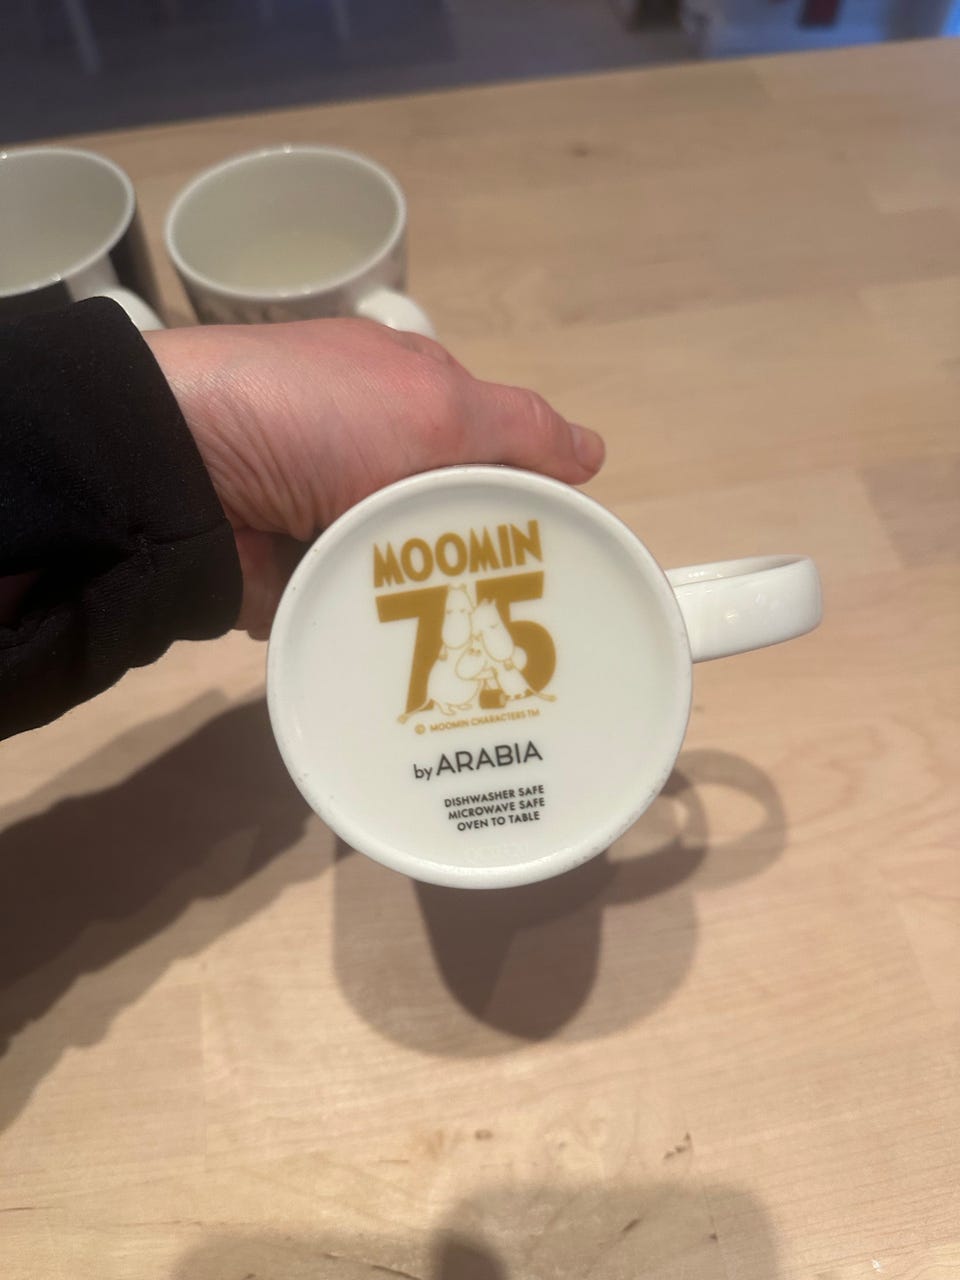 MOOMIN
75
© MOOMIN CHARACTERS TM
by ARABIA
DISHWASHER SAFE
MICROWAVE SAFE
OVEN TO TABLE